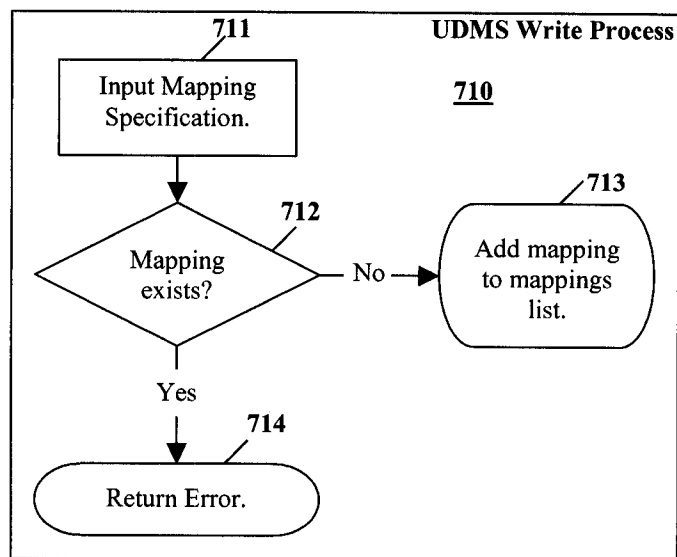 711
UDMS Write Process
Input Mapping
Specification.
710
712
713
Mapping
exists?
No
Add mapping
to mappings
list.
Yes
714
Return Error.